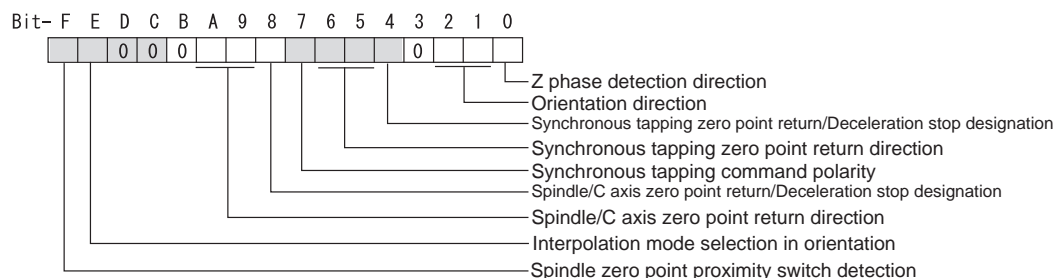 Bit- F E D C B A 9 8 7 6 5 4 3 2 1 0
0 0 0 0
Z phase detection direction
Orientation direction
Synchronous tapping zero point return/Deceleration stop designation
Synchronous tapping zero point return direction
Synchronous tapping command polarity
Spindle/C axis zero point return/Deceleration stop designation
Spindle/C axis zero point return direction
Interpolation mode selection in orientation
Spindle zero point proximity switch detection